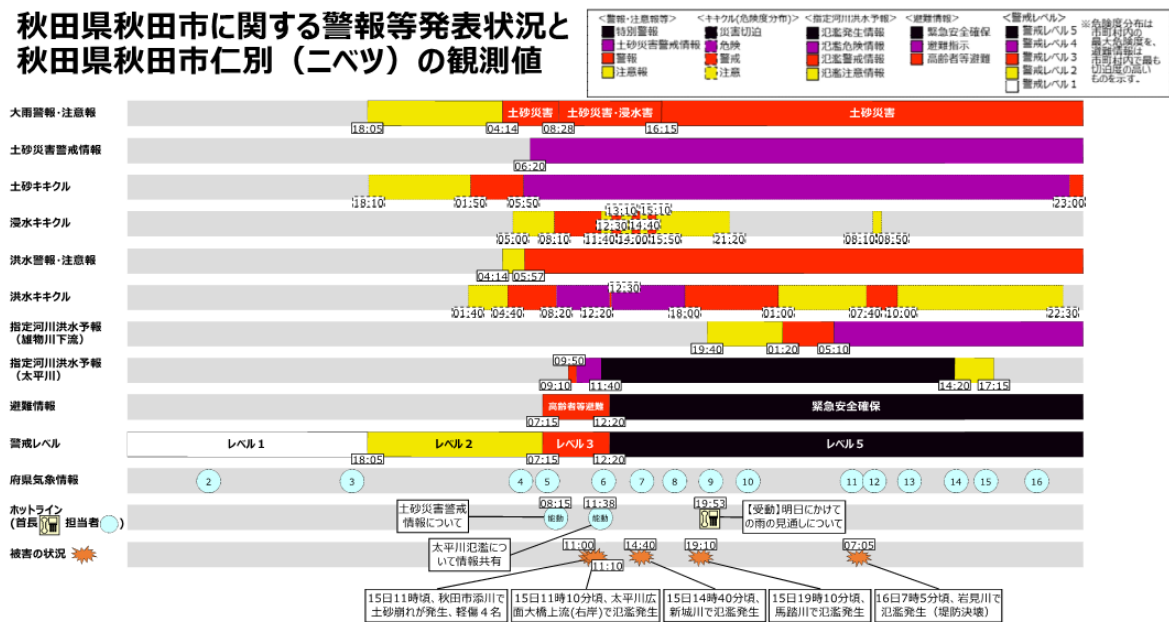 秋田県秋田市に関する警報等発表状況と
秋田県秋田市仁別（ニベツ）の観測値
<警報・注意報等>
特別警報
土砂災害警戒情報
警報
注意報
<キキクル(危険度分布)>
災害切迫
危険
警戒
注意
<指定河川洪水予報>
氾濫発生情報
氾濫危険情報
氾濫警戒情報
氾濫注意情報
<避難情報>
緊急安全確保
避難指示
高齢者等避難
<警戒レベル>
警戒レベル5
警戒レベル4
警戒レベル3
警戒レベル2
警戒レベル1
※危険度分布は
市町村内の
最大危険度を、
避難情報は
市町村内で最も
切迫度の高い
ものを示す。
大雨警報・注意報
土砂災害
土砂災害・浸水害
土砂災害
18:05
04:14
08:28
16:15
土砂災害警戒情報
06:20
土砂キキクル
18:10
01:50
05:50
23:00
浸水キキクル
13:10
15:10
12:30
14:40
05:00
08:10
11:40
14:00
15:50
21:20
08:10
08:50
洪水警報・注意報
04:14
05:57
洪水キキクル
12:30
01:40
04:40
08:20
12:20
18:00
01:00
07:40
10:00
22:30
指定河川洪水予報
（雄物川下流）
19:40
01:20
05:10
指定河川洪水予報
（太平川）
09:50
09:10
11:40
14:20
17:15
避難情報
高齢者等避難
緊急安全確保
07:15
12:20
警戒レベル
レベル1
レベル2
レベル3
レベル5
18:05
07:15
12:20
府県気象情報
2
3
4
5
6
7
8
9
10
11
12
13
14
15
16
ホットライン
(首長 担当者 )
土砂災害警戒
情報について
08:15
能動
11:38
能動
19:53
【受動】明日にかけて
の雨の見通しについて
太平川氾濫につ
いて情報共有
被害の状況
11:00
11:10
14:40
19:10
07:05
15日11時頃、秋田市添川で
土砂崩れが発生、軽傷４名
15日11時10分頃、太平川広
面大橋上流(右岸)で氾濫発生
15日14時40分頃、
新城川で氾濫発生
15日19時10分頃、
馬踏川で氾濫発生
16日7時5分頃、岩見川で
氾濫発生（堤防決壊）